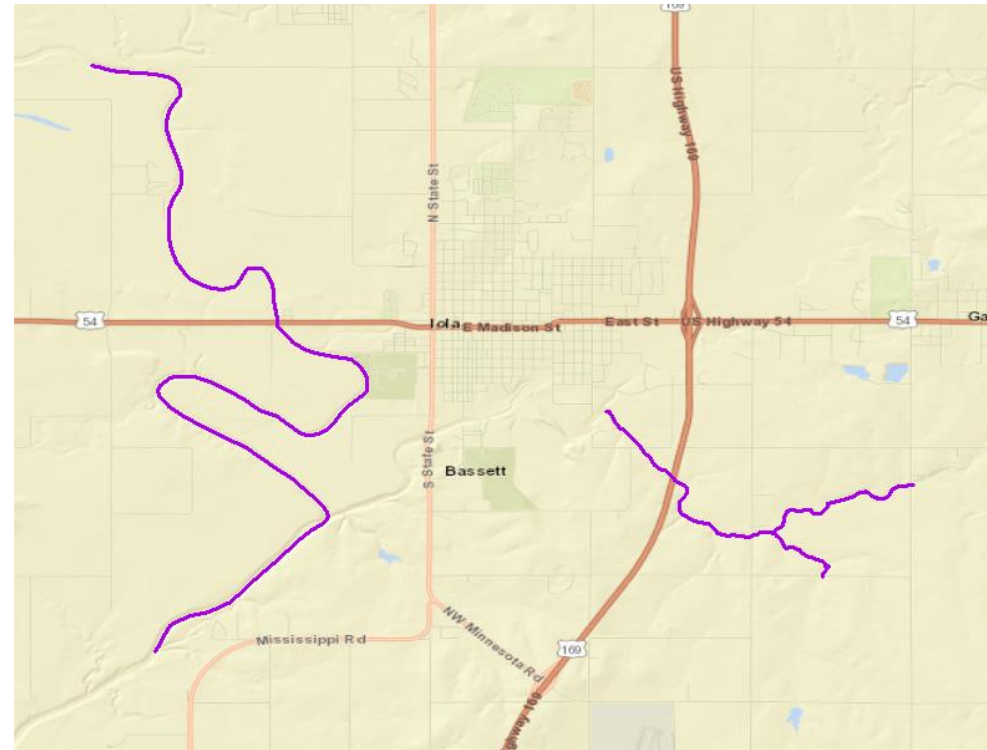 169
US Highway 169
N State St
54
Iola
E Madison St
East St
US Highway 54
54
Ga
S State St
Bassett
NW Minnesota Rd
Mississippi Rd
169
ghway 169